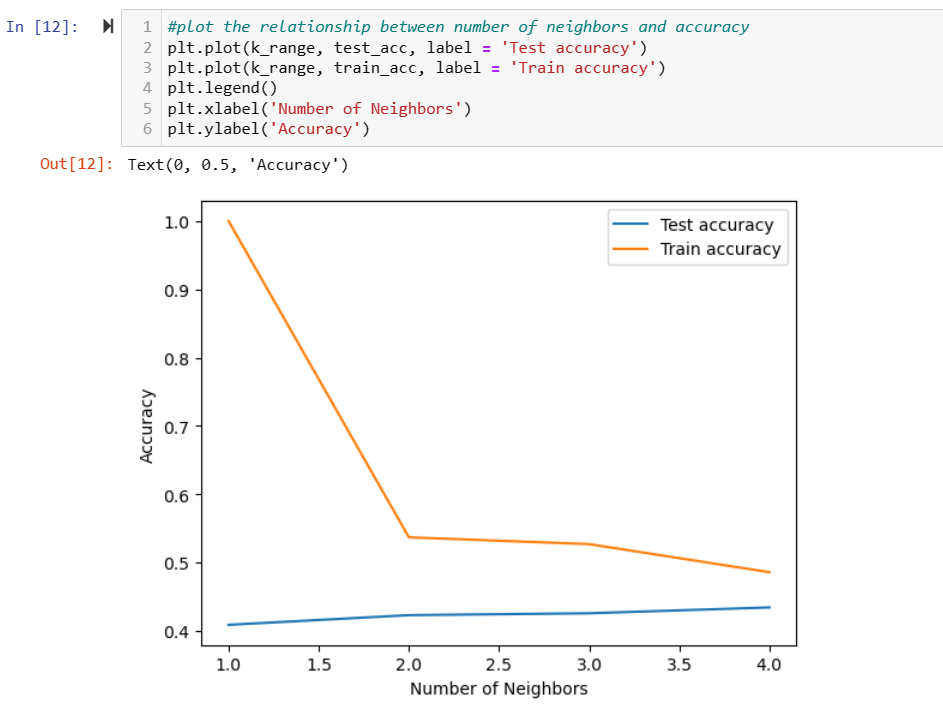 In [12]:
1 #plot the relationship between number of neighbors and accuracy
2 plt.plot(k_range, test_acc, label = 'Test accuracy')
3 plt.plot(k_range, train_acc, label = 'Train accuracy')
4 plt.legend()
5 plt.xlabel('Number of Neighbors')
6 plt.ylabel('Accuracy')
Out[12]: Text(0, 0.5, 'Accuracy')
Test accuracy
Train accuracy
1.0
0.9
0.8
0.7
0.6
0.5
0.4
Accuracy
1.0 1.5 2.0 2.5 3.0 3.5 4.0
Number of Neighbors